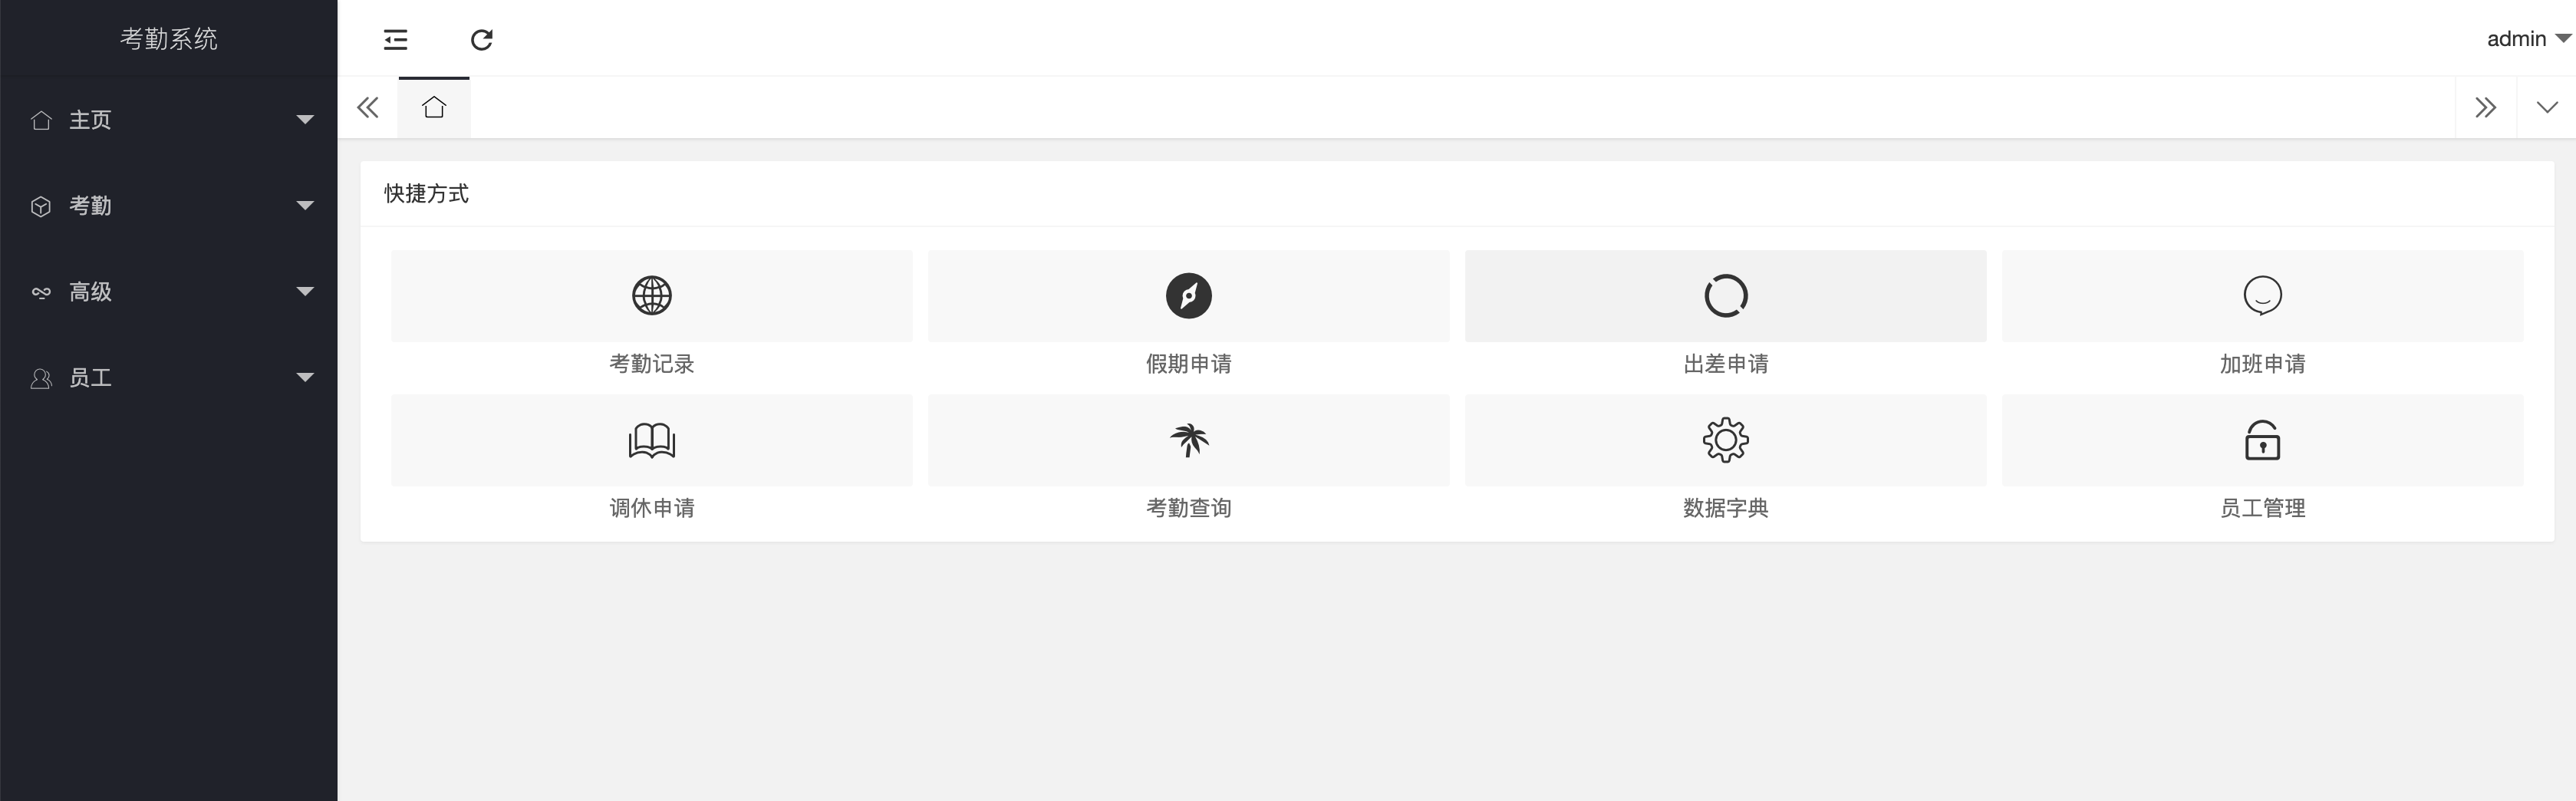 考勤系统
admin
主页
考勤
高级
员工
快捷方式
考勤记录
假期申请
出差申请
加班申请
调休申请
考勤查询
数据字典
员工管理